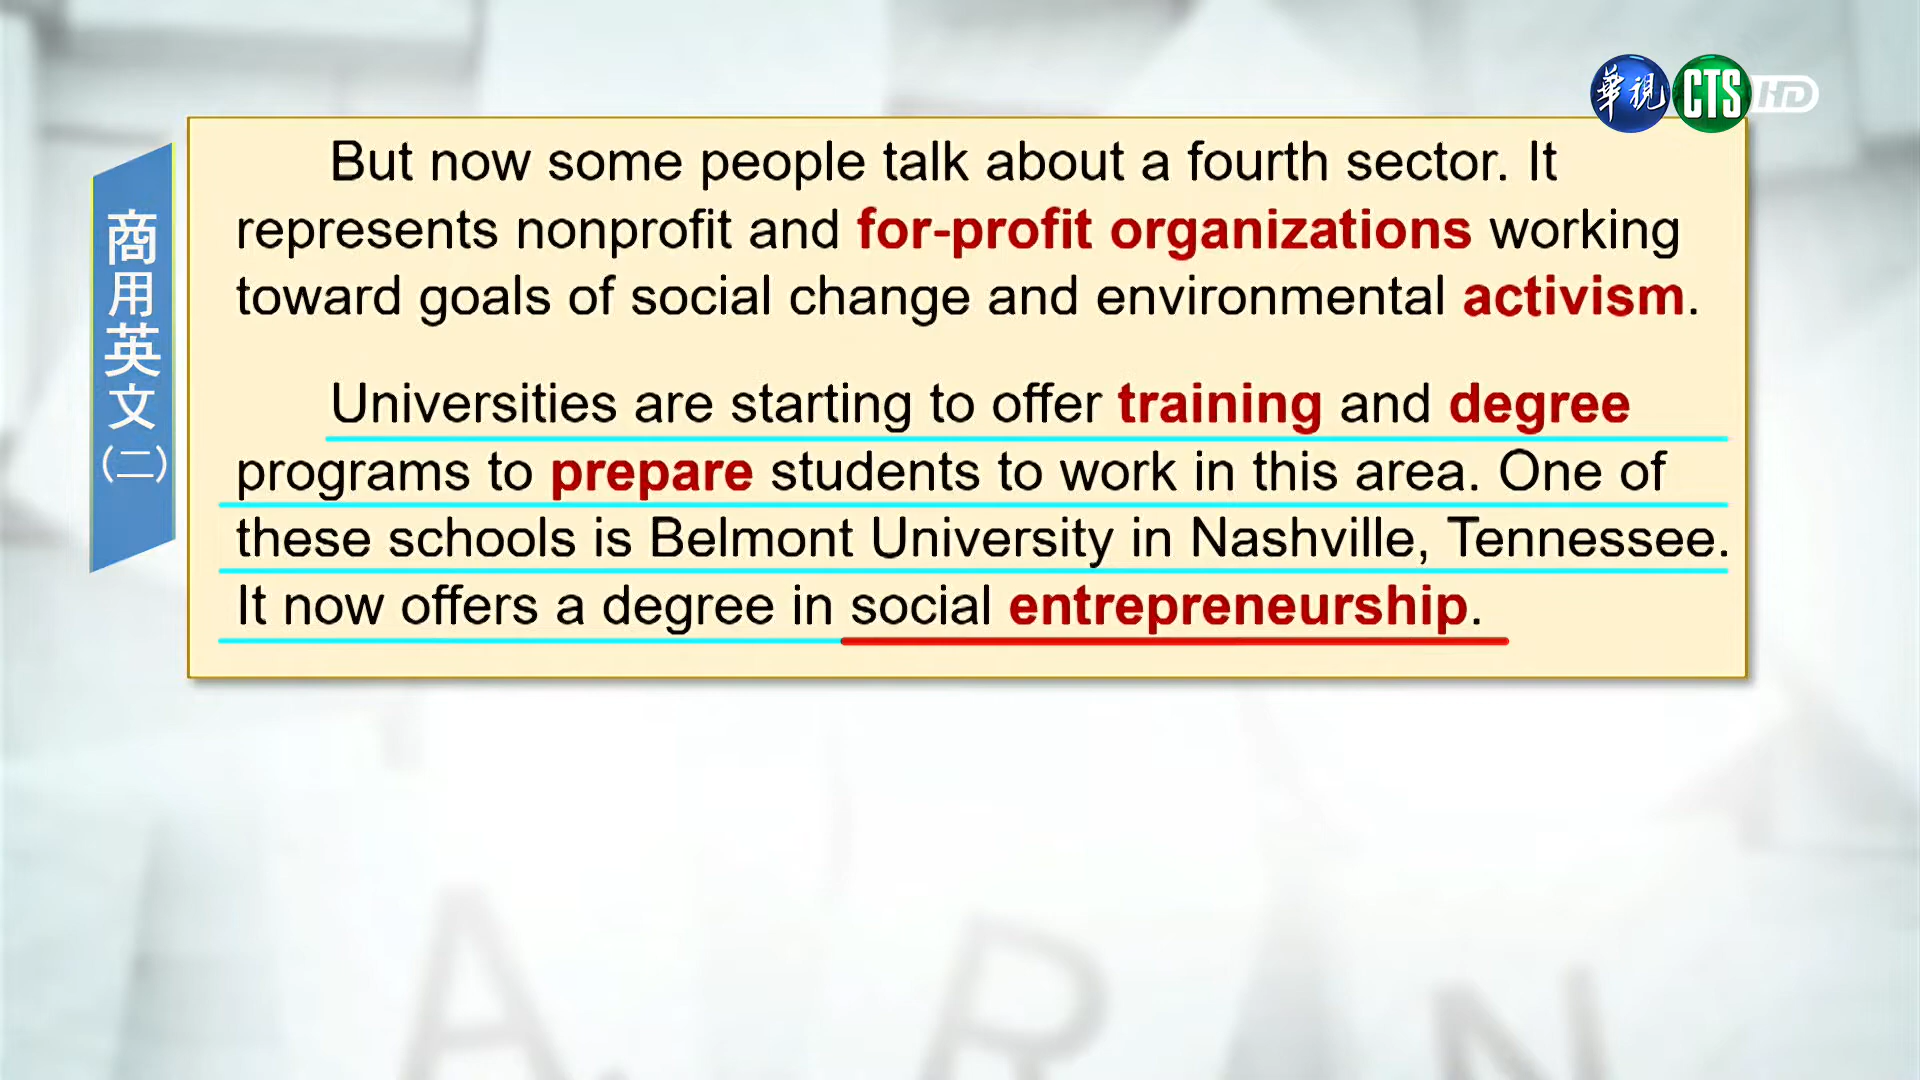 華視 CTS HD
商用英文(二)
But now some people talk about a fourth sector. It
represents nonprofit and for-profit organizations working
toward goals of social change and environmental activism.
Universities are starting to offer training and degree
programs to prepare students to work in this area. One of
these schools is Belmont University in Nashville, Tennessee.
It now offers a degree in social entrepreneurship.
A R N